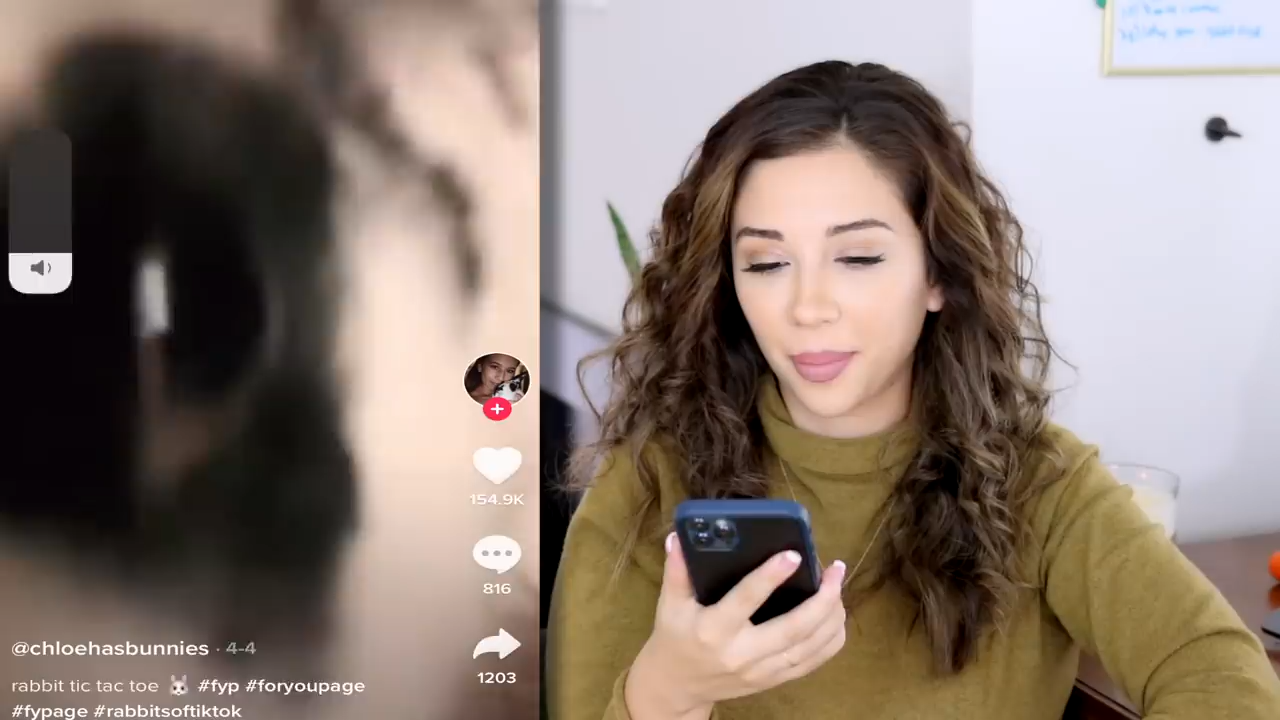 154.9K
816
1203
@chloehasbunnies · 4-4
rabbit tic tac toe 🐰 #fyp #foryoupage
#fypage #rabbitsoftiktok